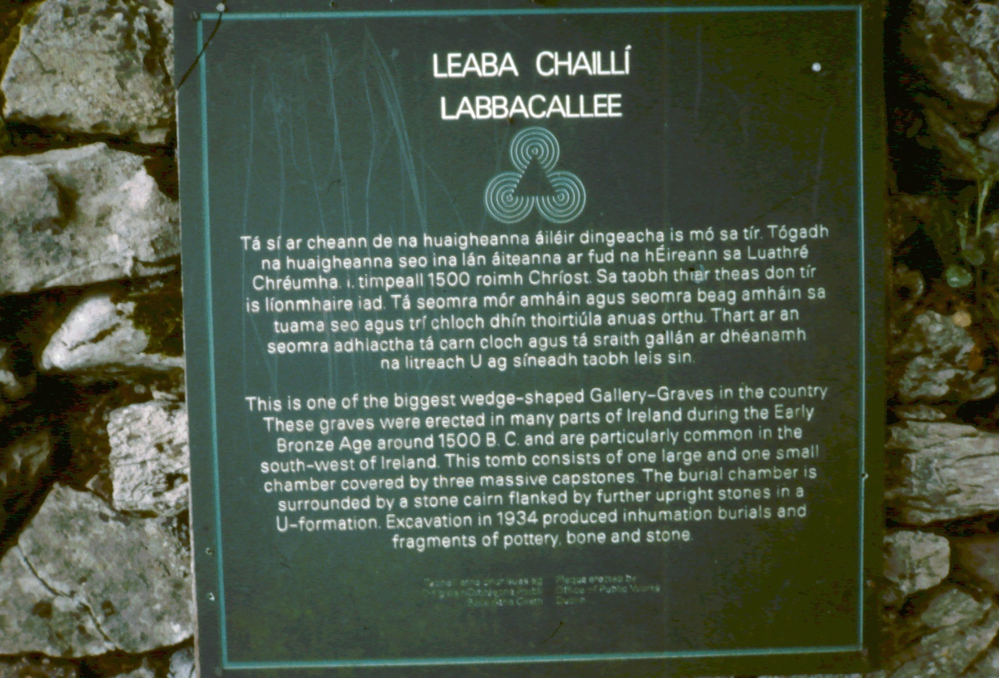 LEABA CHAILLÍ
LABBACALLEE
Tá sí ar cheann de na huaigheanna áiléir dingeacha is mó sa tír. Tógadh
na huaigheanna seo ina lán áiteanna ar fud na hÉireann sa Luathré
Chréumha. i. timpeall 1500 roimh Chríost. Sa taobh thiar theas don tír
is líonmhaire iad. Tá seomra mór amháin agus seomra beag amháin sa
tuama seo agus trí chloch dhín thoirtiúla anuas orthu. Thart ar an
seomra adhlactha tá carn cloch agus tá sraith gallán ar dhéanamh
na litreach U ag síneadh taobh leis sin.
This is one of the biggest wedge-shaped Gallery-Graves in the country
These graves were erected in many parts of Ireland during the Early
Bronze Age around 1500 B. C. and are particularly common in the
south-west of Ireland. This tomb consists of one large and one small
chamber covered by three massive capstones. The burial chamber is
surrounded by a stone cairn flanked by further upright stones in a
U-formation. Excavation in 1934 produced inhumation burials and
fragments of pottery, bone and stone.
suas ag
Plaque erected by
Office of Public Works
Dublin